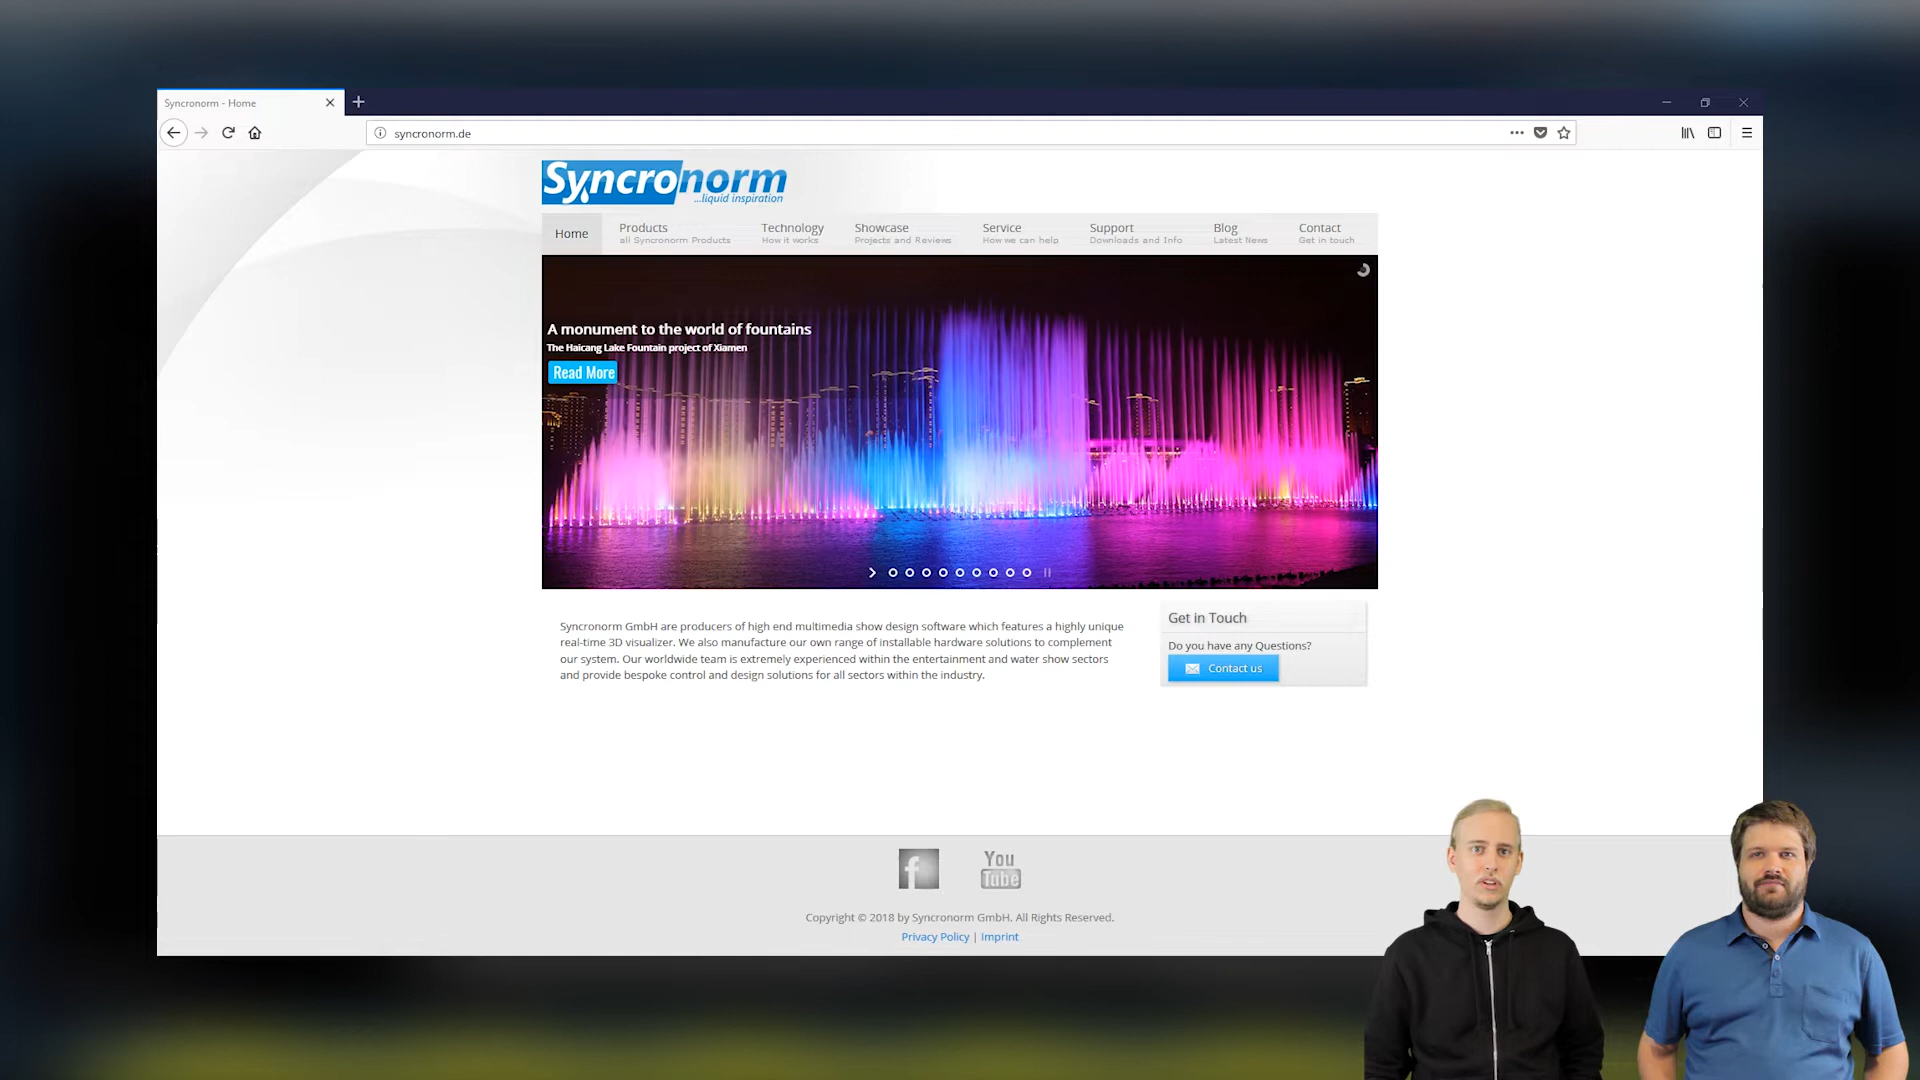 Syncronorm - Home
syncronorm.de
Syncronorm
...liquid inspiration
Home
Products
all Syncronorm Products
Technology
How it works
Showcase
Projects and Reviews
Service
How we can help
Support
Downloads and Info
Blog
Latest News
Contact
Get in touch
A monument to the world of fountains
The Haicang Lake Fountain project of Xiamen
Read More
Syncronorm GmbH are producers of high end multimedia show design software which features a highly unique
real-time 3D visualizer. We also manufacture our own range of installable hardware solutions to complement
our system. Our worldwide team is extremely experienced within the entertainment and water show sectors
and provide bespoke control and design solutions for all sectors within the industry.
Get in Touch
Do you have any Questions?
Contact us
f
You
Tube
Copyright © 2018 by Syncronorm GmbH. All Rights Reserved.
Privacy Policy | Imprint